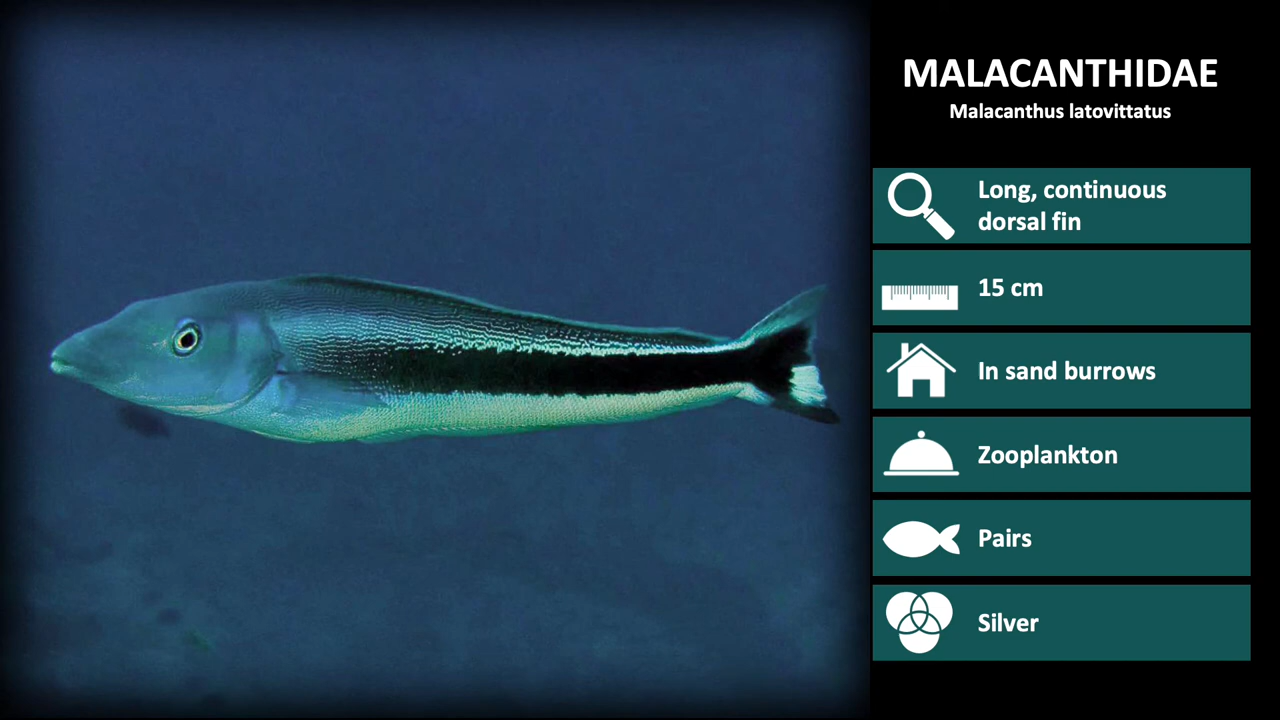 MALACANTHIDAE
Malacanthus latovittatus
Long, continuous
dorsal fin
15 cm
In sand burrows
Zooplankton
Pairs
Silver